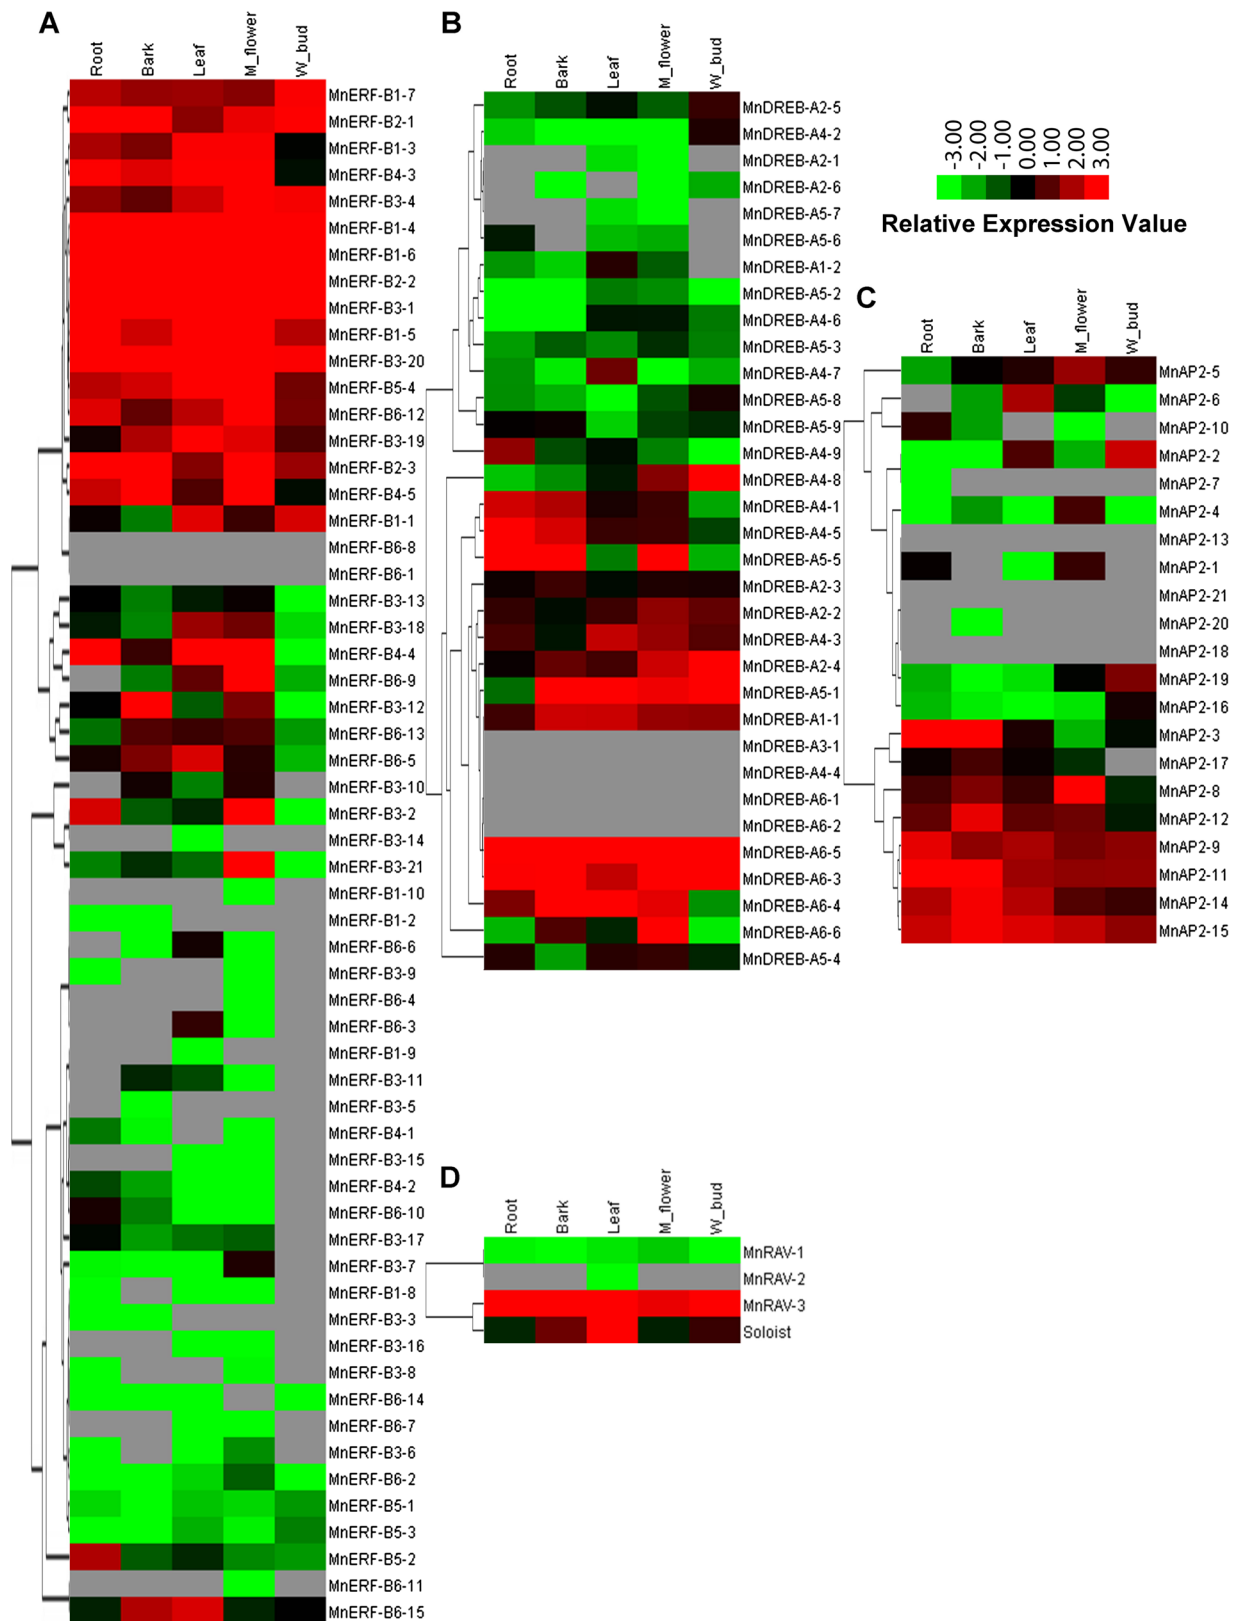 A
Root
Bark
Leaf
M_flower
W_bud
MnERF-B1-7
MnERF-B2-1
MnERF-B1-3
MnERF-B4-3
MnERF-B3-4
MnERF-B1-4
MnERF-B1-6
MnERF-B2-2
MnERF-B3-1
MnERF-B1-5
MnERF-B3-20
MnERF-B5-4
MnERF-B6-12
MnERF-B3-19
MnERF-B2-3
MnERF-B4-5
MnERF-B1-1
MnERF-B6-8
MnERF-B6-1
MnERF-B3-13
MnERF-B3-18
MnERF-B4-4
MnERF-B6-9
MnERF-B3-12
MnERF-B6-13
MnERF-B6-5
MnERF-B3-10
MnERF-B3-2
MnERF-B3-14
MnERF-B3-21
MnERF-B1-10
MnERF-B1-2
MnERF-B6-6
MnERF-B3-9
MnERF-B6-4
MnERF-B6-3
MnERF-B1-9
MnERF-B3-11
MnERF-B3-5
MnERF-B4-1
MnERF-B3-15
MnERF-B4-2
MnERF-B6-10
MnERF-B3-17
MnERF-B3-7
MnERF-B1-8
MnERF-B3-3
MnERF-B3-16
MnERF-B3-8
MnERF-B6-14
MnERF-B6-7
MnERF-B3-6
MnERF-B6-2
MnERF-B5-1
MnERF-B5-3
MnERF-B5-2
MnERF-B6-11
MnERF-B6-15
B
Root
Bark
Leaf
M_flower
W_bud
MnDREB-A2-5
MnDREB-A4-2
MnDREB-A2-1
MnDREB-A2-6
MnDREB-A5-7
MnDREB-A5-6
MnDREB-A1-2
MnDREB-A5-2
MnDREB-A4-6
MnDREB-A5-3
MnDREB-A4-7
MnDREB-A5-8
MnDREB-A5-9
MnDREB-A4-9
MnDREB-A4-8
MnDREB-A4-1
MnDREB-A4-5
MnDREB-A5-5
MnDREB-A2-3
MnDREB-A2-2
MnDREB-A4-3
MnDREB-A2-4
MnDREB-A5-1
MnDREB-A1-1
MnDREB-A3-1
MnDREB-A4-4
MnDREB-A6-1
MnDREB-A6-2
MnDREB-A6-5
MnDREB-A6-3
MnDREB-A6-4
MnDREB-A6-6
MnDREB-A5-4
-3.00
-2.00
-1.00
0.00
1.00
2.00
3.00
Relative Expression Value
C
Root
Bark
Leaf
M_flower
W_bud
MnAP2-5
MnAP2-6
MnAP2-10
MnAP2-2
MnAP2-7
MnAP2-4
MnAP2-13
MnAP2-1
MnAP2-21
MnAP2-20
MnAP2-18
MnAP2-19
MnAP2-16
MnAP2-3
MnAP2-17
MnAP2-8
MnAP2-12
MnAP2-9
MnAP2-11
MnAP2-14
MnAP2-15
D
Root
Bark
Leaf
M_flower
W_bud
MnRAV-1
MnRAV-2
MnRAV-3
Soloist